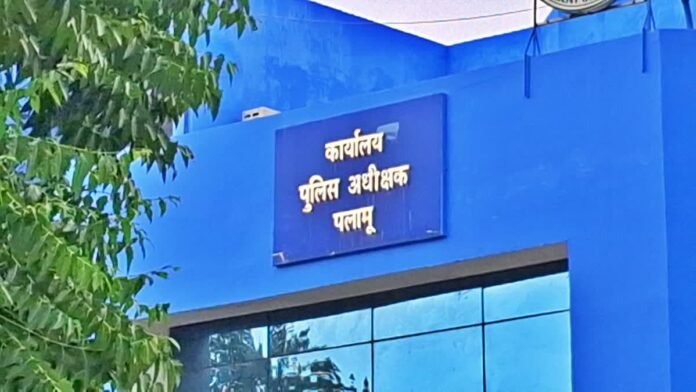 कार्यालय
पुलिस अधीक्षक
पलामू